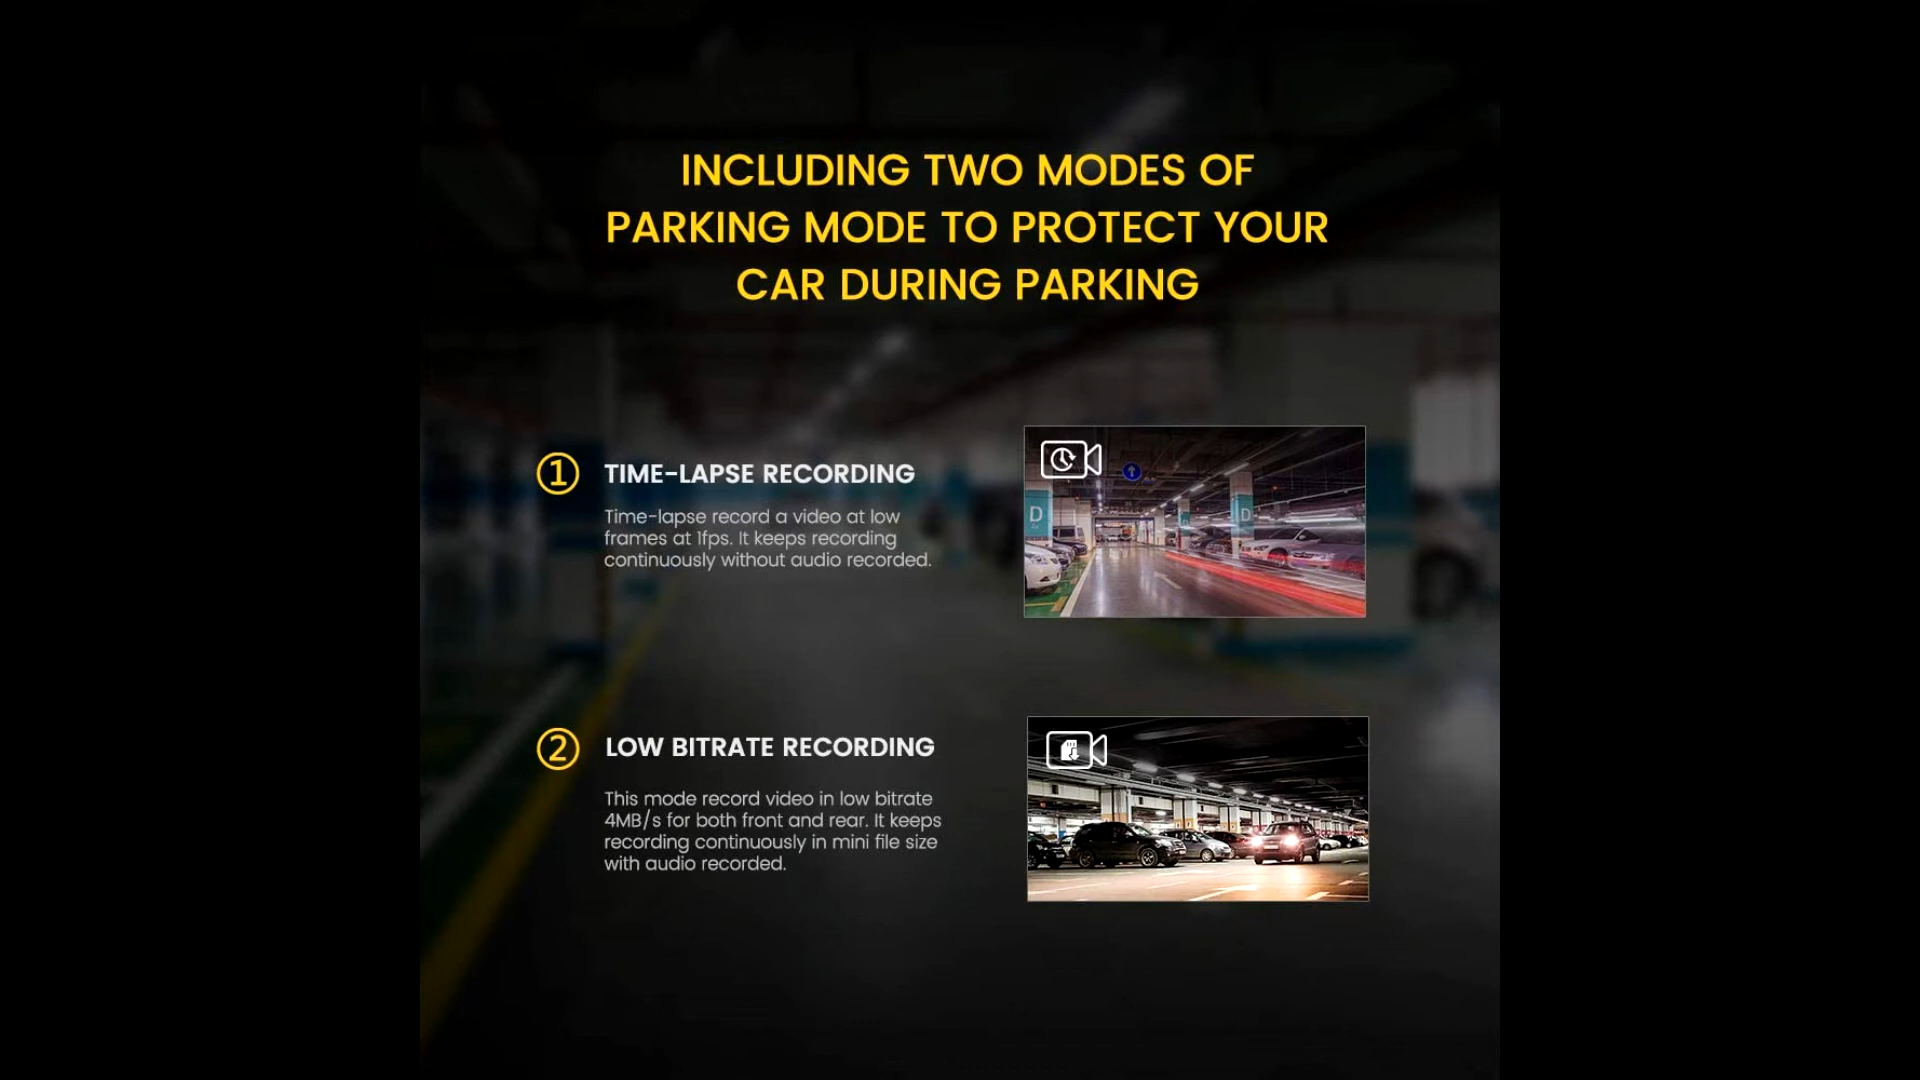 INCLUDING TWO MODES OF
PARKING MODE TO PROTECT YOUR
CAR DURING PARKING
1
TIME-LAPSE RECORDING
Time-lapse record a video at low
frames at 1fps. It keeps recording
continuously without audio recorded.
D
D
2
LOW BITRATE RECORDING
This mode record video in low bitrate
4MB/s for both front and rear. It keeps
recording continuously in mini file size
with audio recorded.